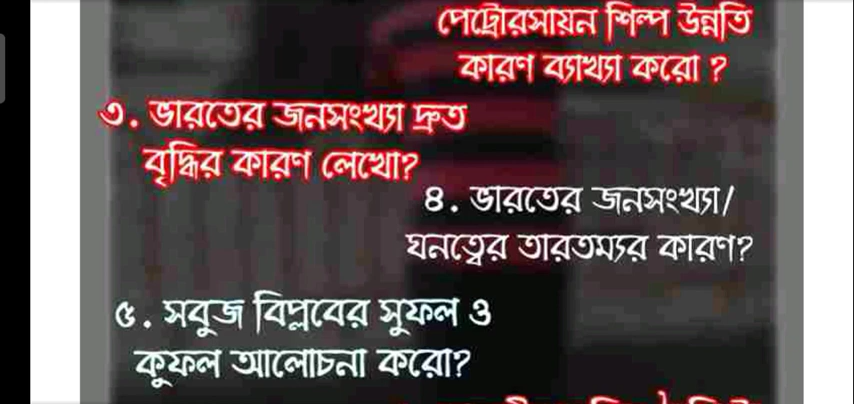 পেট্রোরসায়ন শিল্প উন্নতি
কারণ ব্যাখ্যা করো ?
৩. ভারতের জনসংখ্যা দ্রুত
বৃদ্ধির কারণ লেখো?
৪. ভারতের জনসংখ্যা/
ঘনত্বের তারতম্যর কারণ?
৫. সবুজ বিপ্লবের সুফল ও
কুফল আলোচনা করো?